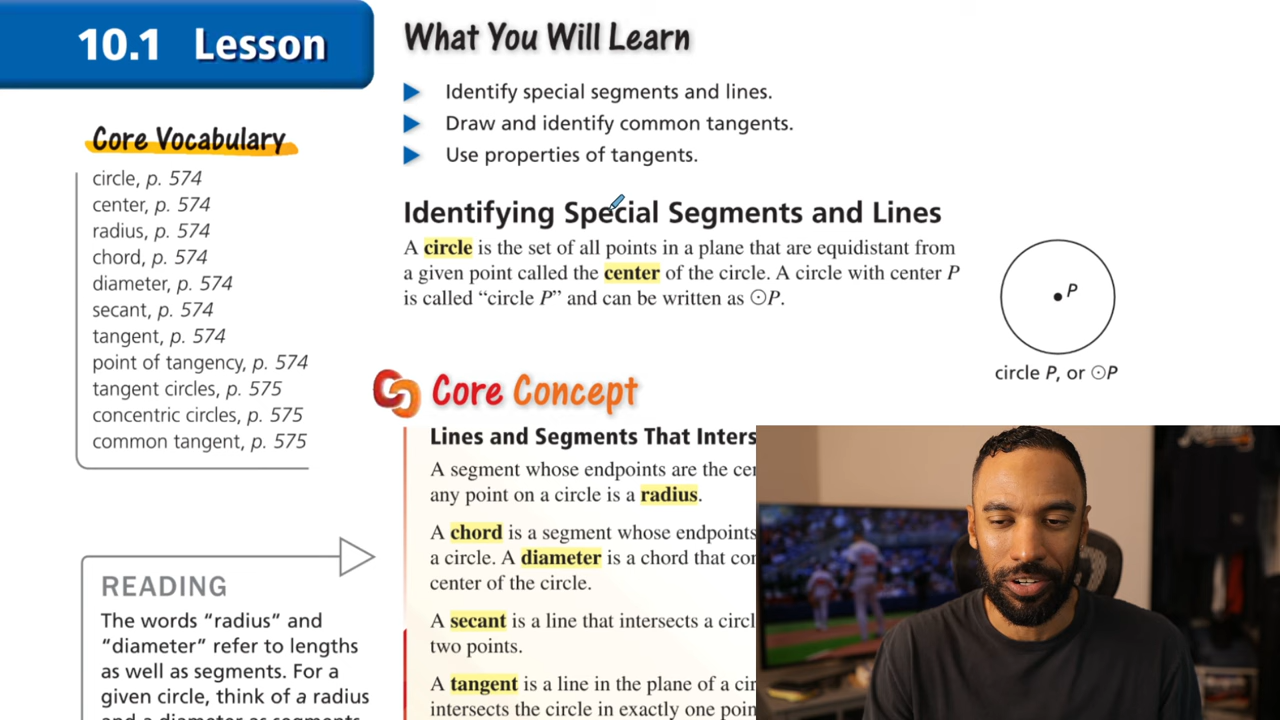 10.1 Lesson
What You Will Learn
Identify special segments and lines.
Draw and identify common tangents.
Use properties of tangents.
Core Vocabulary
circle, p. 574
center, p. 574
radius, p. 574
chord, p. 574
diameter, p. 574
secant, p. 574
tangent, p. 574
point of tangency, p. 574
tangent circles, p. 575
concentric circles, p. 575
common tangent, p. 575
Identifying Special Segments and Lines
A circle is the set of all points in a plane that are equidistant from
a given point called the center of the circle. A circle with center P
is called “circle P” and can be written as ⊙P.
P
circle P, or ⊙P
Core Concept
Lines and Segments That Inters
A segment whose endpoints are the cen
any point on a circle is a radius.
A chord is a segment whose endpoints
a circle. A diameter is a chord that con
center of the circle.
A secant is a line that intersects a circl
two points.
A tangent is a line in the plane of a cir
intersects the circle in exactly one poin
READING
The words “radius” and
“diameter” refer to lengths
as well as segments. For a
given circle, think of a radius
and a diameter as segments